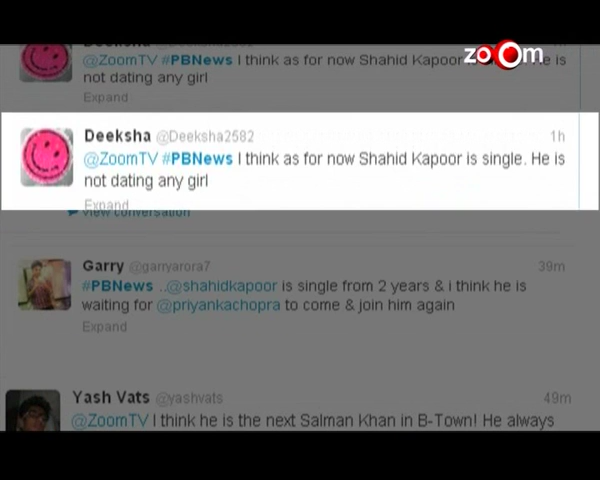 Deeksha @Deeksha2582 1h
zoom
@ZoomTV #PBNews I think as for now Shahid Kapoor is single. He is
not dating any girl
Expand
Deeksha @Deeksha2582 1h
@ZoomTV #PBNews I think as for now Shahid Kapoor is single. He is
not dating any girl
Expand
View conversation
Garry @garryarora7 39m
#PBNews ..@shahidkapoor is single from 2 years & i think he is
waiting for @priyankachopra to come & join him again
Expand
Yash Vats @yashvats 49m
@ZoomTV I think he is the next Salman Khan in B-Town! He always